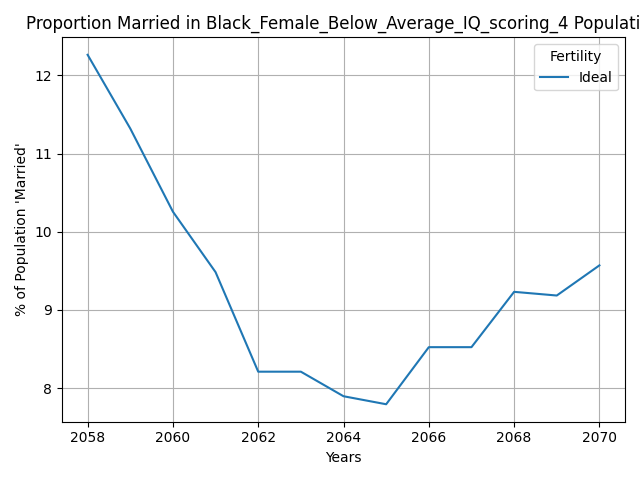 Proportion Married in Black_Female_Below_Average_IQ_scoring_4 Populati
% of Population 'Married'
12
11
10
9
8
Fertility
Ideal
2058 2060 2062 2064 2066 2068 2070
Years